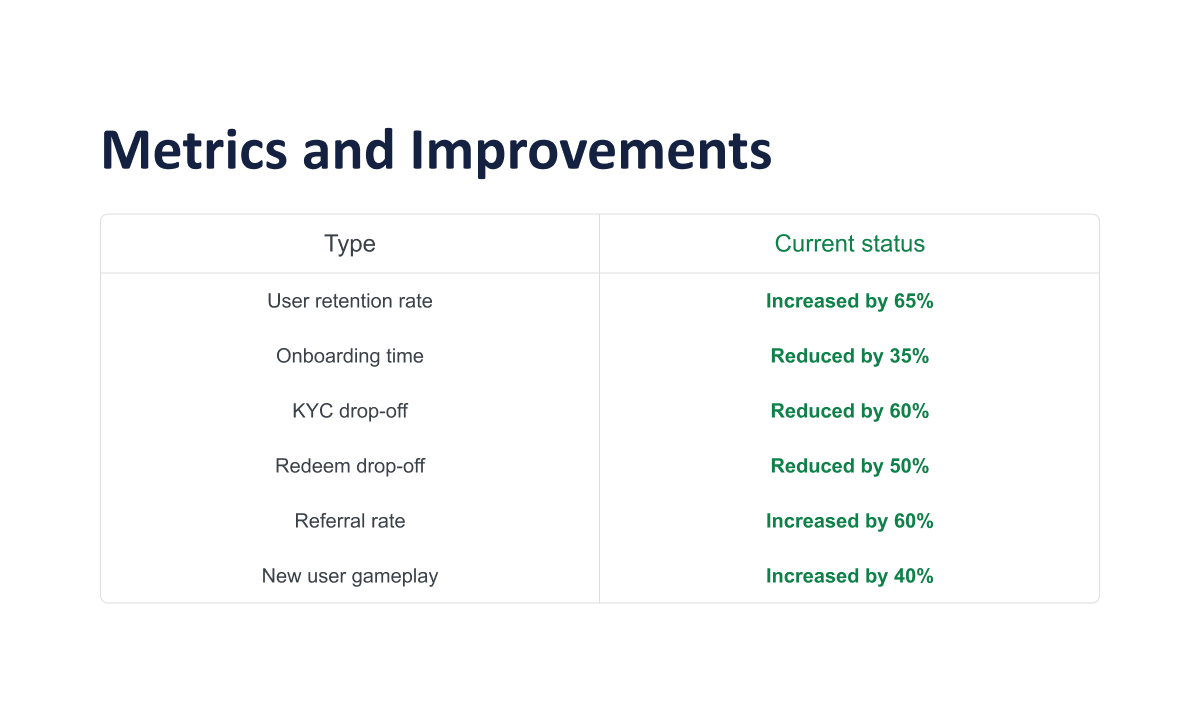 Metrics and Improvements
Type Current status
User retention rate Increased by 65%
Onboarding time Reduced by 35%
KYC drop-off Reduced by 60%
Redeem drop-off Reduced by 50%
Referral rate Increased by 60%
New user gameplay Increased by 40%